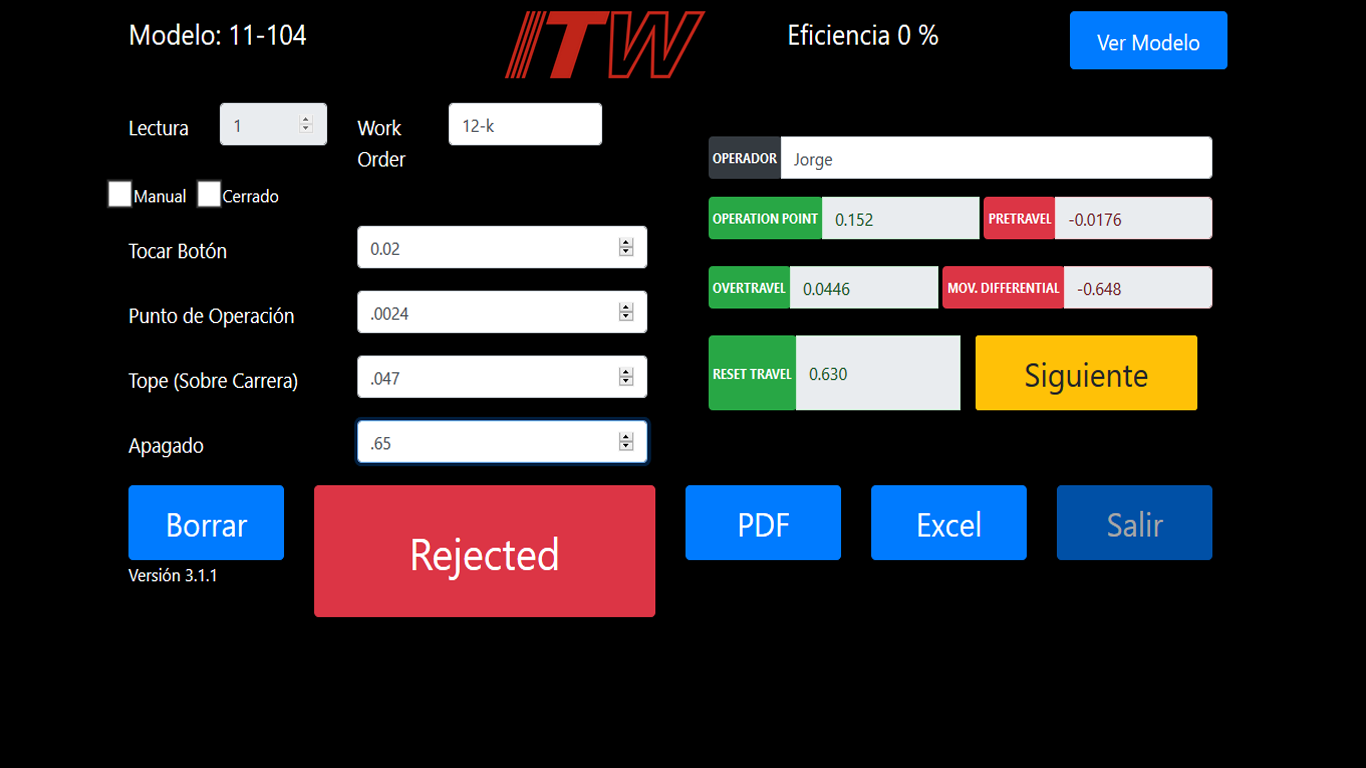 Modelo: 11-104
ITW
Eficiencia 0 %
Ver Modelo
Lectura
1
Work
Order
12-k
OPERADOR
Jorge
Manual
Cerrado
OPERATION POINT
0.152
PRETRAVEL
-0.0176
Tocar Botón
0.02
OVERTRAVEL
0.0446
MOV. DIFFERENTIAL
-0.648
Punto de Operación
.0024
RESET TRAVEL
0.630
Siguiente
Tope (Sobre Carrera)
.047
Apagado
.65
Borrar
Rejected
PDF
Excel
Salir
Versión 3.1.1